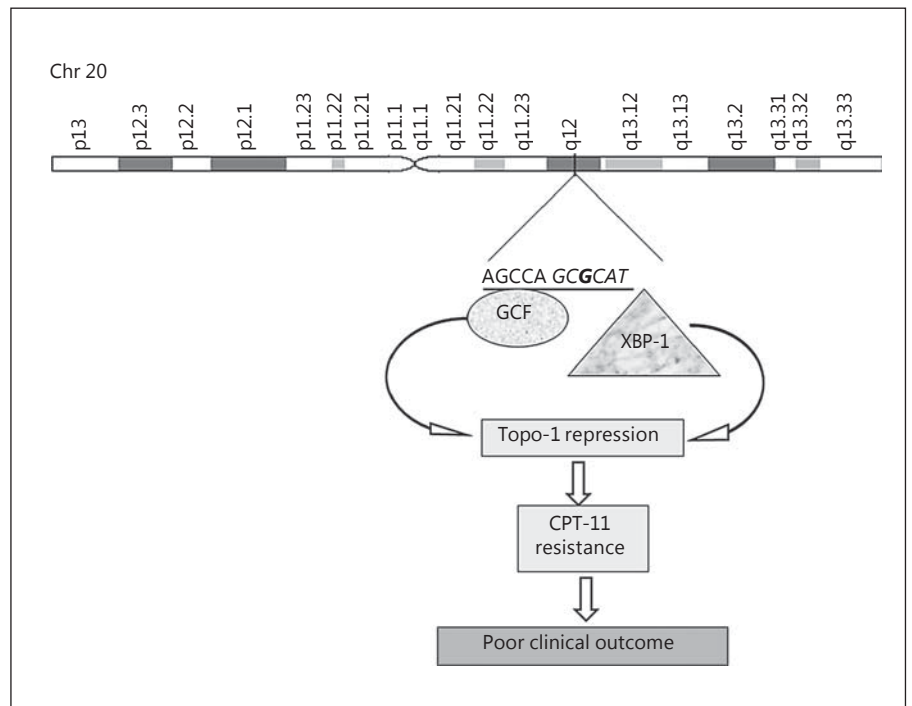 Chr 20
p13
p12.3
p12.2
p12.1
p11.23
p11.22
p11.21
p11.1
q11.1
q11.21
q11.22
q11.23
q12
q13.12
q13.13
q13.2
q13.31
q13.32
q13.33
AGCCA GCGCAT
GCF
XBP-1
Topo-1 repression
CPT-11
resistance
Poor clinical outcome